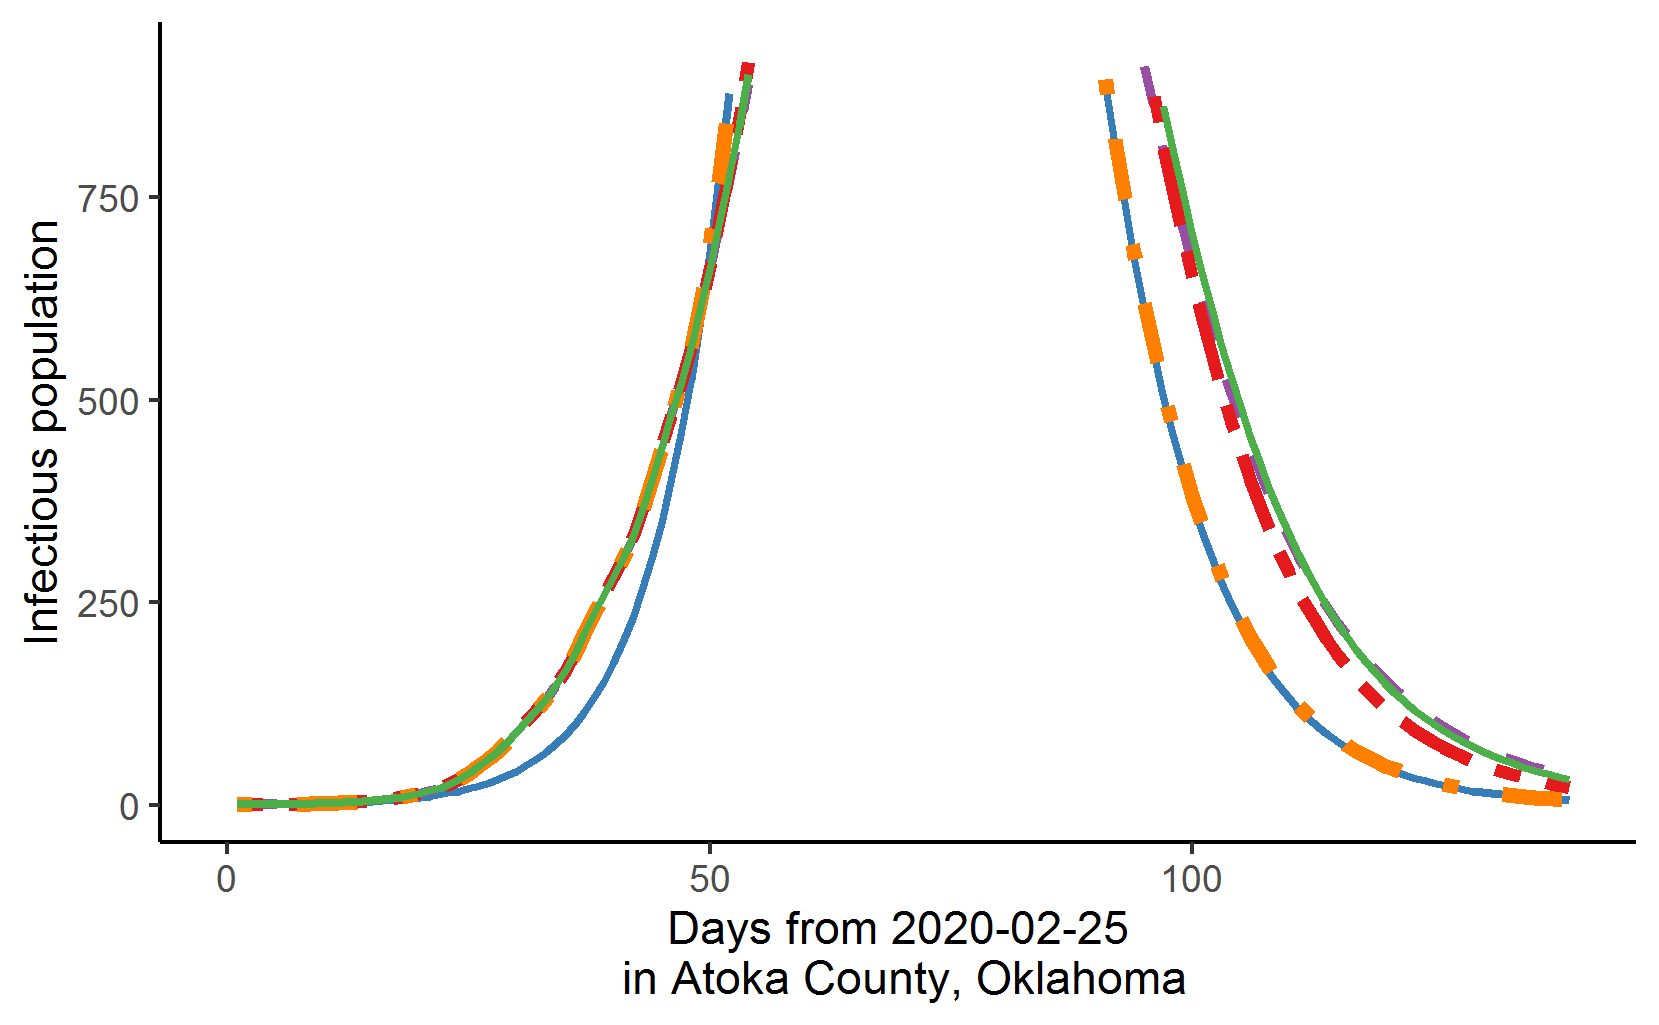 Infectious population
750
500
250
0
0 50 100
Days from 2020-02-25
in Atoka County, Oklahoma